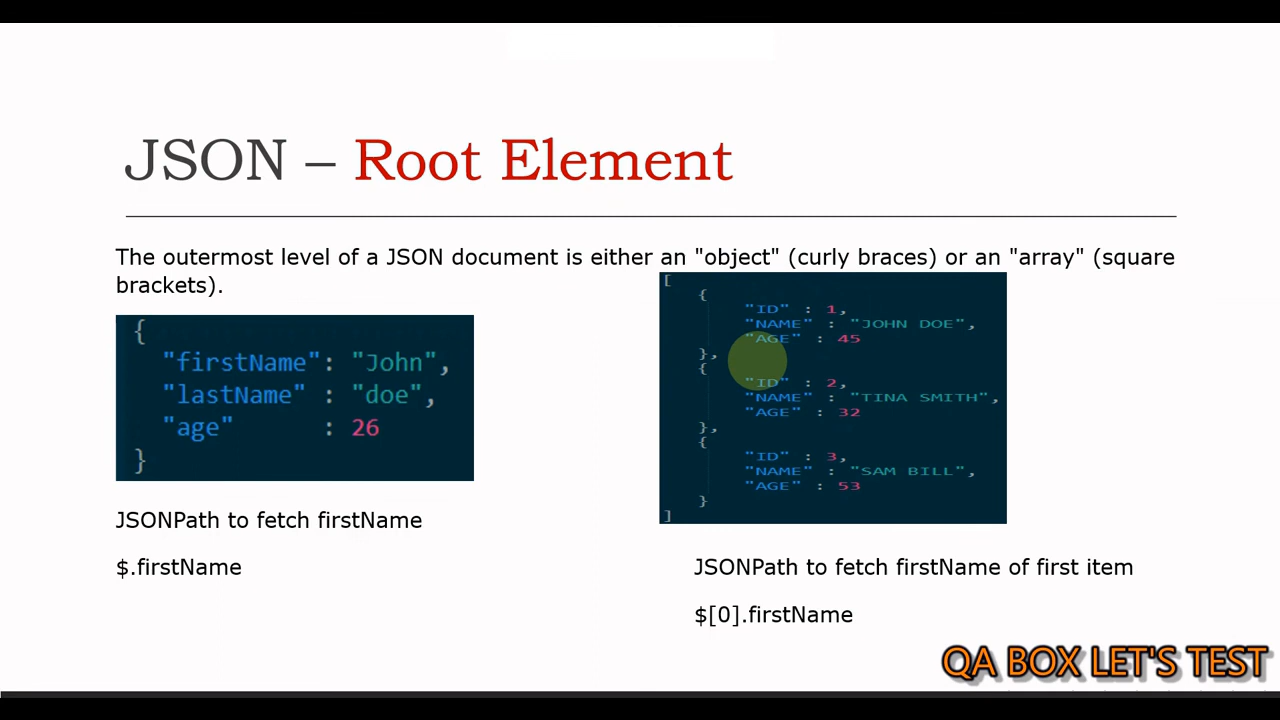 JSON – Root Element
The outermost level of a JSON document is either an "object" (curly braces) or an "array" (square
brackets).
{
"firstName": "John",
"lastName" : "doe",
"age" : 26
}
JSONPath to fetch firstName
$.firstName
[
{
"ID" : 1,
"NAME" : "JOHN DOE",
"AGE" : 45
},
{
"ID" : 2,
"NAME" : "TINA SMITH",
"AGE" : 32
},
{
"ID" : 3,
"NAME" : "SAM BILL",
"AGE" : 53
}
]
JSONPath to fetch firstName of first item
$[0].firstName
QA BOX LET'S TEST